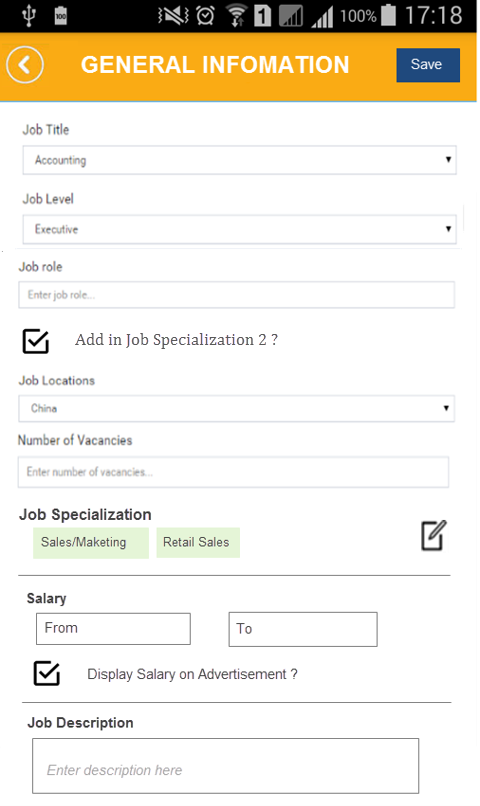 100 1 100% 17:18
GENERAL INFOMATION Save
Job Title
Accounting
Job Level
Executive
Job role
Enter job role...
Add in Job Specialization 2 ?
Job Locations
China
Number of Vacancies
Enter number of vacancies...
Job Specialization
Sales/Maketing Retail Sales
Salary
From To
Display Salary on Advertisement ?
Job Description
Enter description here